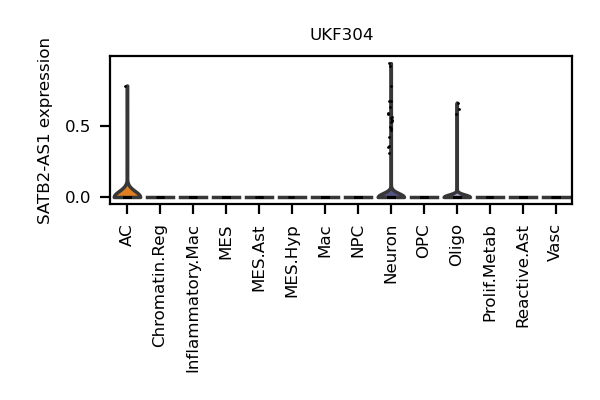 UKF304
SATB2-AS1 expression
0.5
0.0
AC
Chromatin.Reg
Inflammatory.Mac
MES
MES.Ast
MES.Hyp
Mac
NPC
Neuron
OPC
Oligo
Prolif.Metab
Reactive.Ast
Vasc